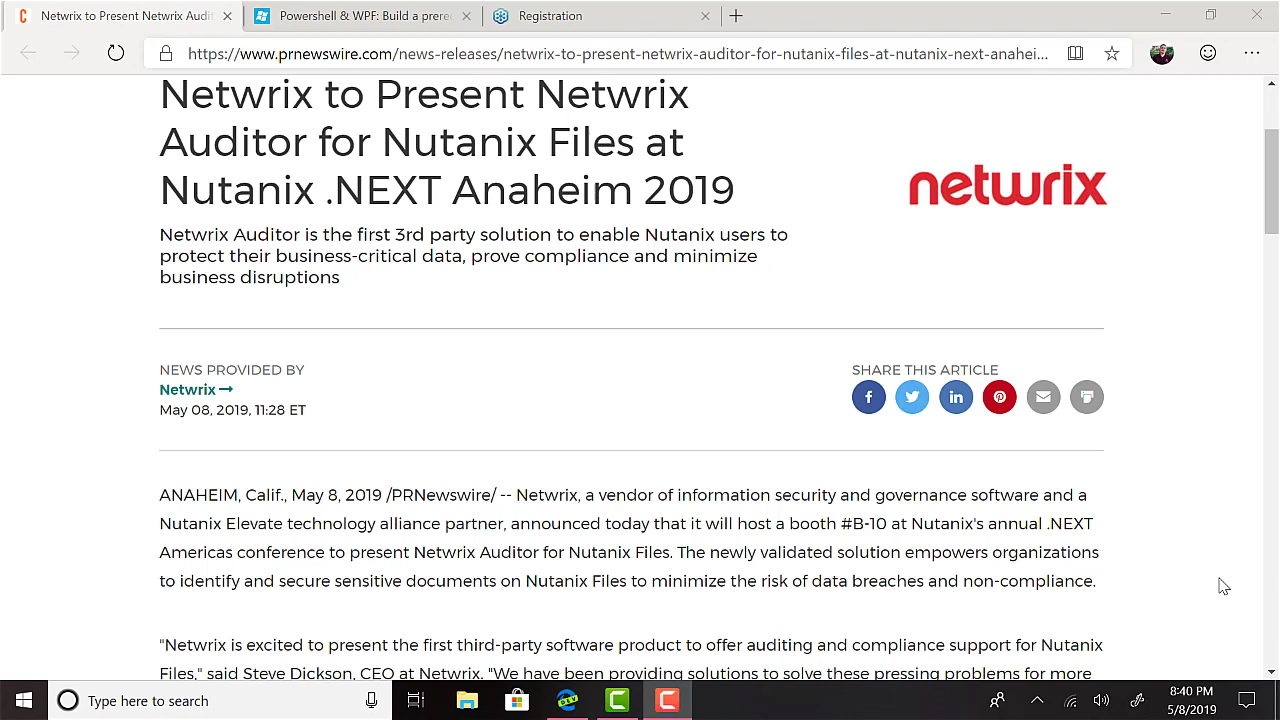 Netwrix to Present Netwrix Audit
Powershell & WPF: Build a prere
Registration
https://www.prnewswire.com/news-releases/netwrix-to-present-netwrix-auditor-for-nutanix-files-at-nutanix-next-anahei...
Netwrix to Present Netwrix
Auditor for Nutanix Files at
Nutanix .NEXT Anaheim 2019
netwrix
Netwrix Auditor is the first 3rd party solution to enable Nutanix users to
protect their business-critical data, prove compliance and minimize
business disruptions
NEWS PROVIDED BY
SHARE THIS ARTICLE
Netwrix
May 08, 2019, 11:28 ET
ANAHEIM, Calif., May 8, 2019 /PRNewswire/ -- Netwrix, a vendor of information security and governance software and a
Nutanix Elevate technology alliance partner, announced today that it will host a booth #B-10 at Nutanix's annual .NEXT
Americas conference to present Netwrix Auditor for Nutanix Files. The newly validated solution empowers organizations
to identify and secure sensitive documents on Nutanix Files to minimize the risk of data breaches and non-compliance.
"Netwrix is excited to present the first third-party software product to offer auditing and compliance support for Nutanix
Files," said Steve Dickson, CEO at Netwrix. "We have been providing solutions to solve these pressing problems for more
Type here to search
DEV
8:40 PM
5/8/2019